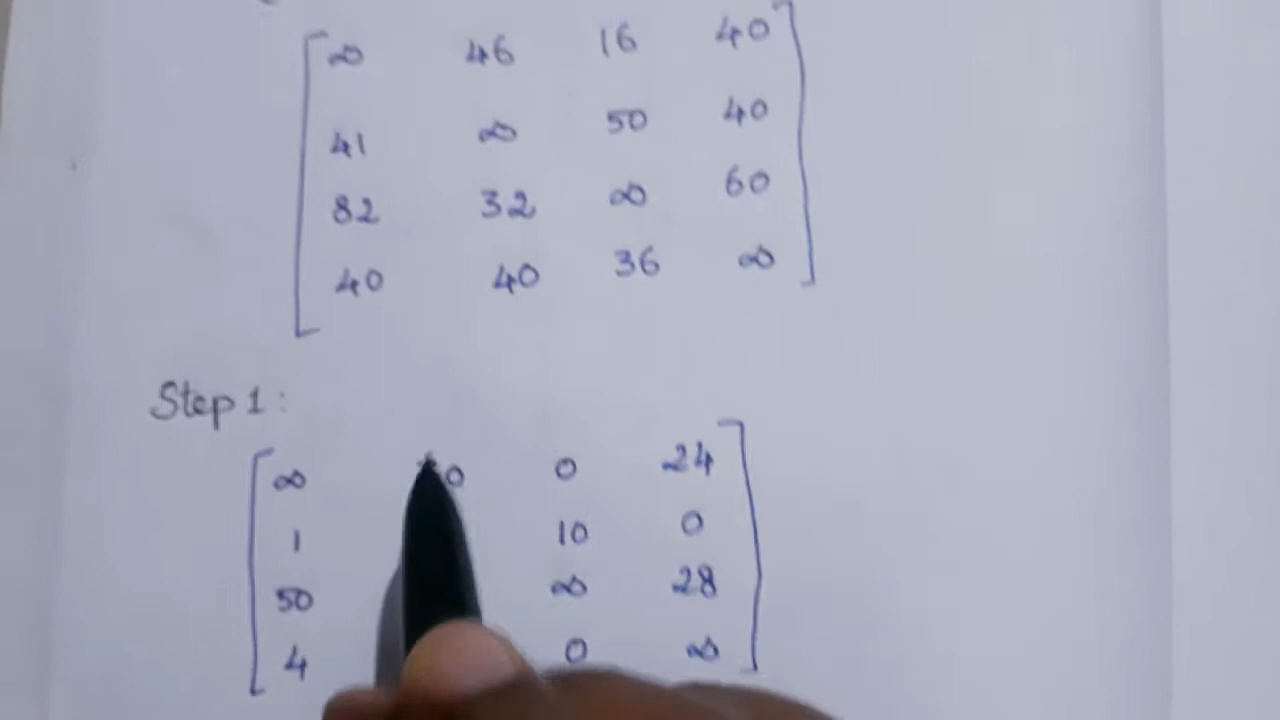 ∞ 46 16 40
41 ∞ 50 40
82 32 ∞ 60
40 40 36 ∞
Step 1:
∞ 0 24
1 10 0
50 ∞ 28
4 0 ∞